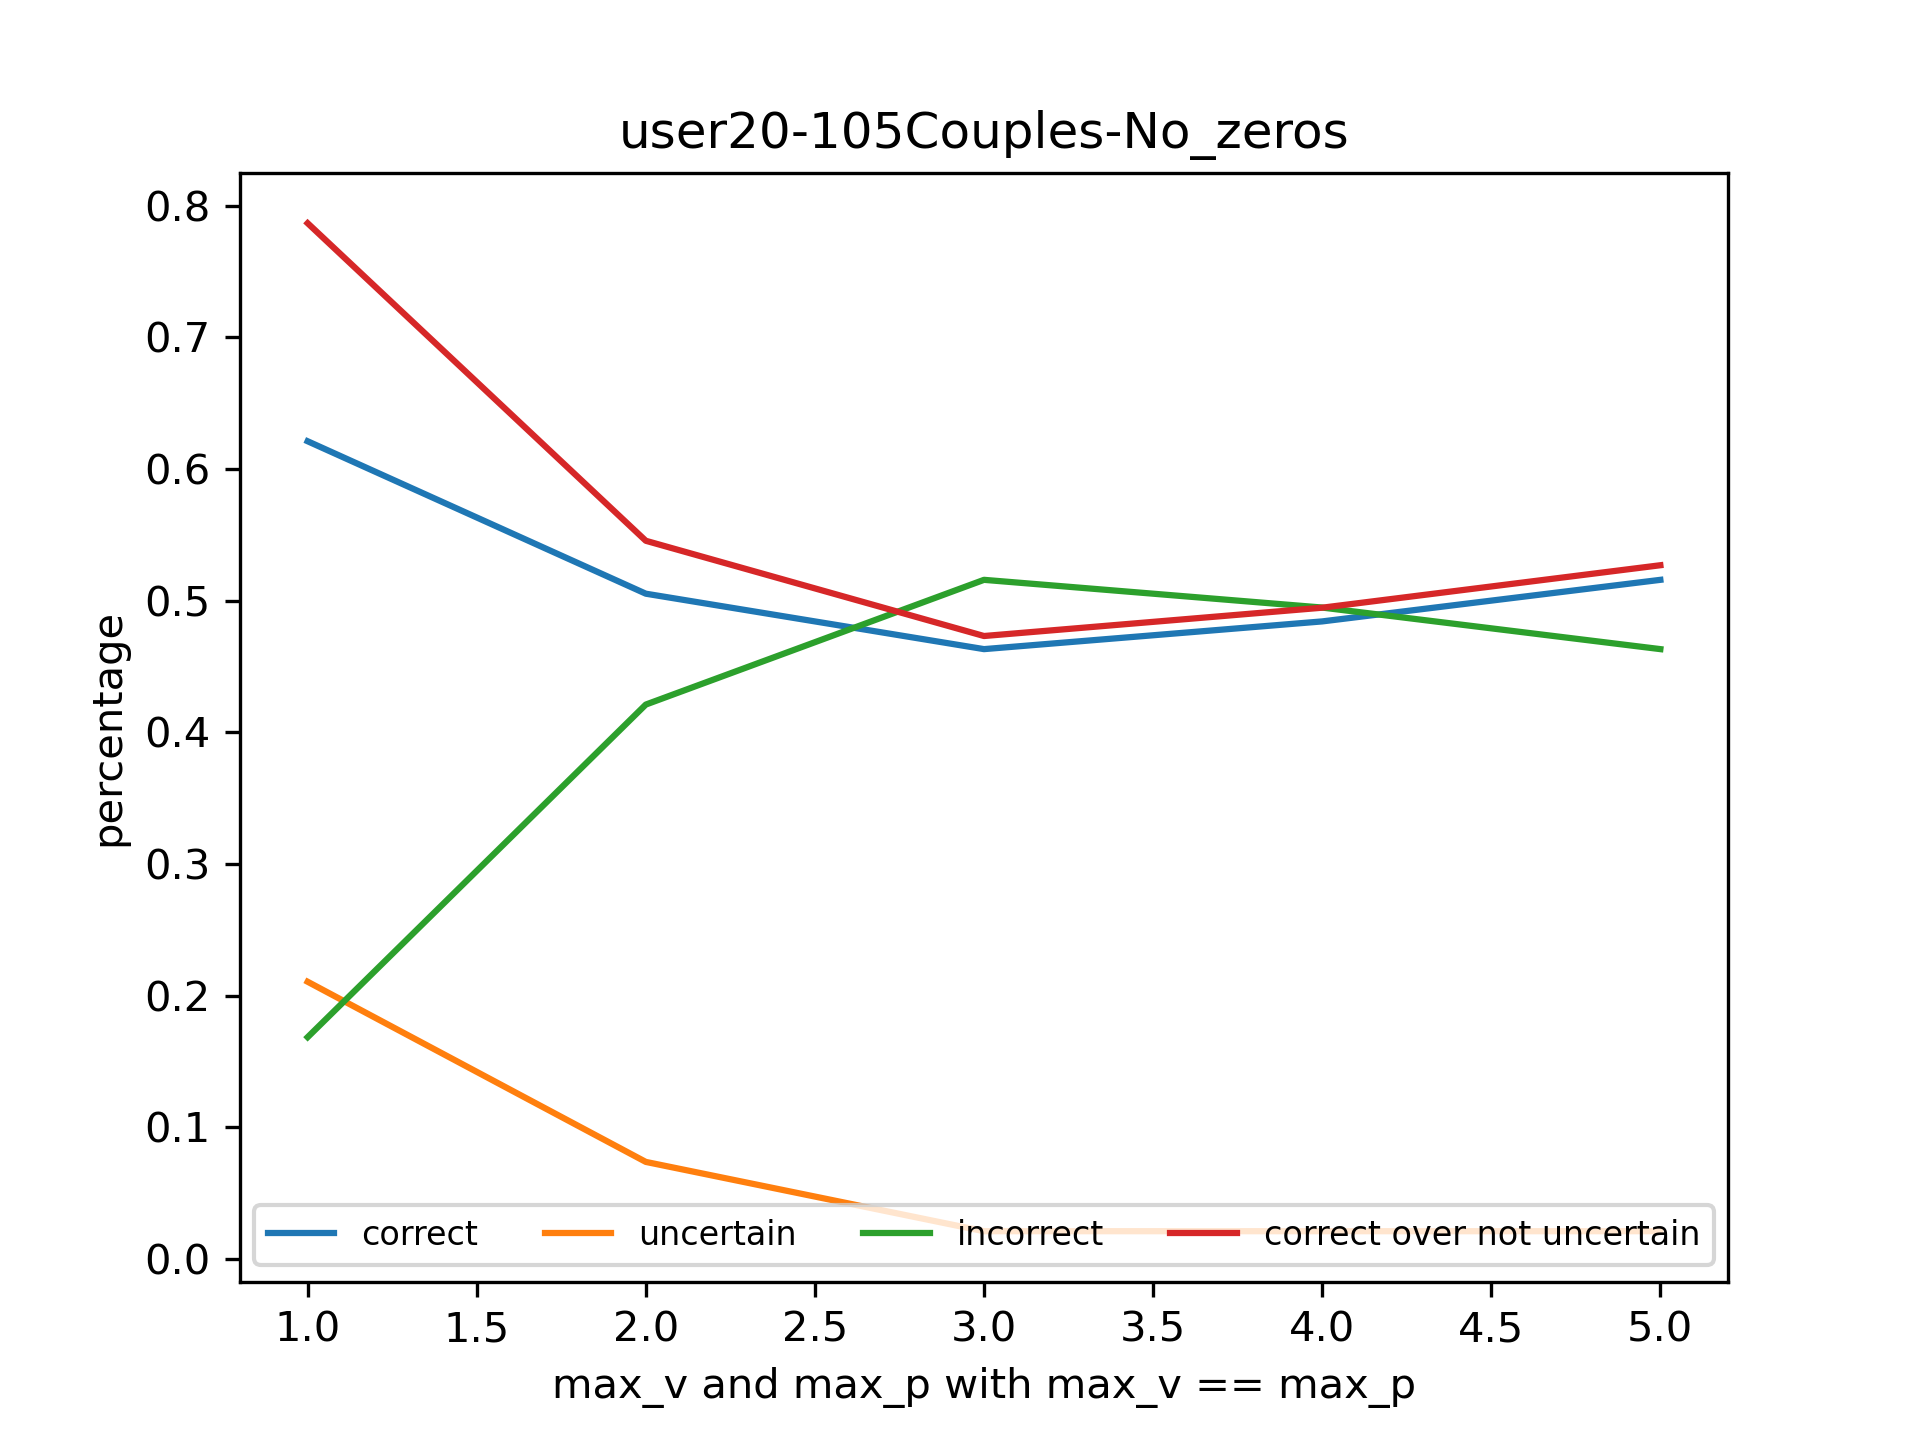 user20-105Couples-No_zeros
percentage
0.8
0.7
0.6
0.5
0.4
0.3
0.2
0.1
0.0
correct uncertain incorrect correct over not uncertain
1.0 1.5 2.0 2.5 3.0 3.5 4.0 4.5 5.0
max_v and max_p with max_v == max_p